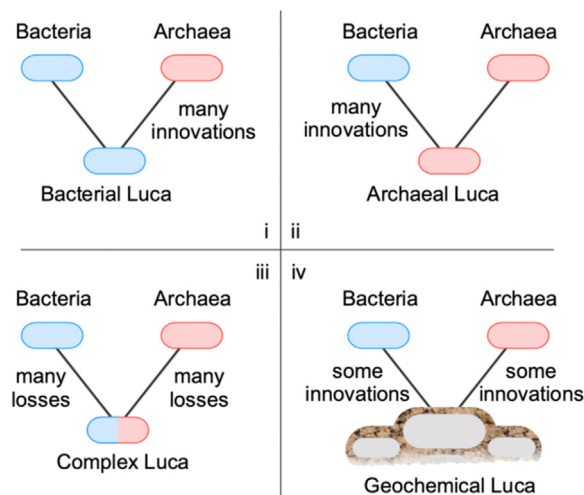 Bacteria
Archaea
many
innovations
Bacterial Luca
i
Bacteria
Archaea
many
innovations
Archaeal Luca
ii
iii
Bacteria
Archaea
many
losses
many
losses
Complex Luca
iv
Bacteria
Archaea
some
innovations
some
innovations
Geochemical Luca